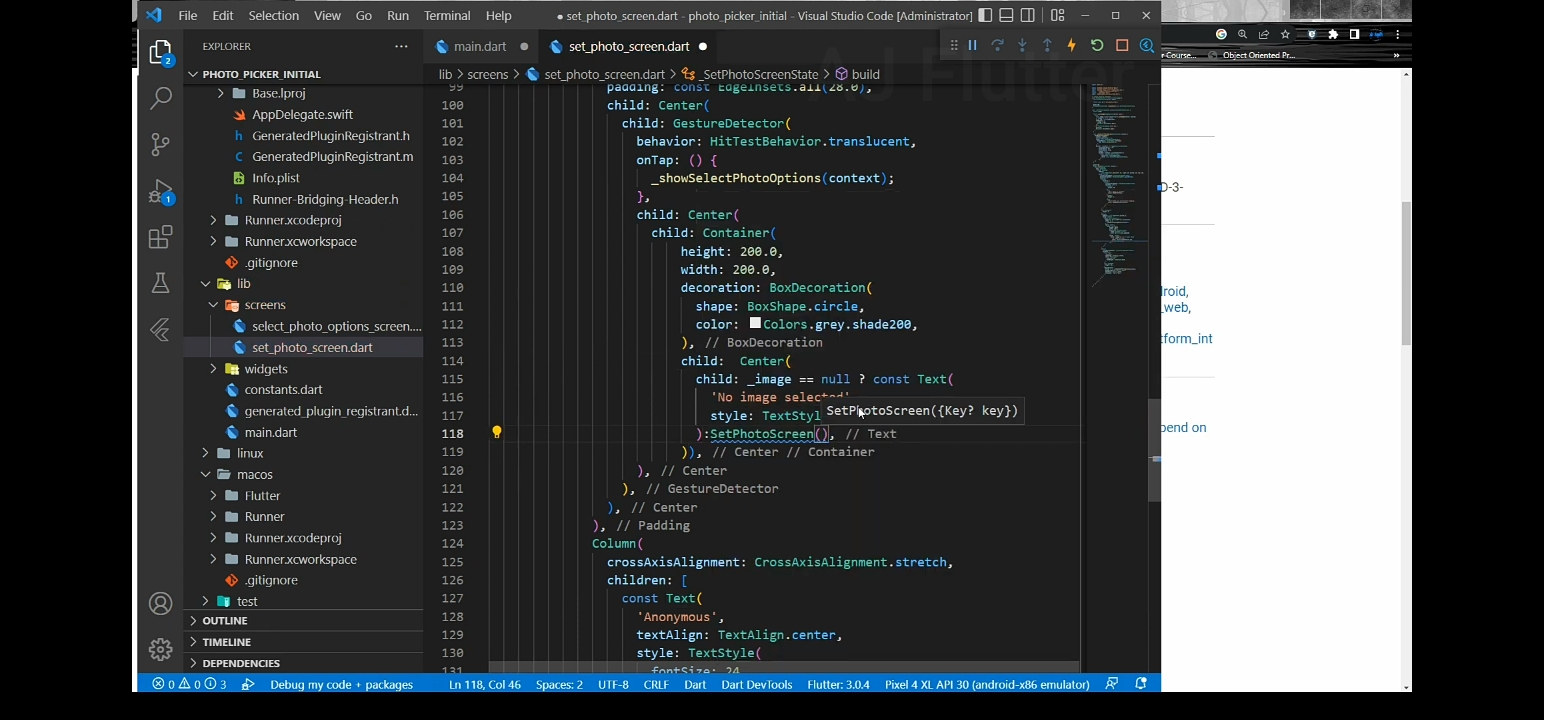 File Edit Selection View Go Run Terminal Help
● set_photo_screen.dart - photo_picker_initial - Visual Studio Code [Administrator]
EXPLORER
main.dart
set_photo_screen.dart
AJ Flutter
PHOTO_PICKER_INITIAL
lib > screens > set_photo_screen.dart > _SetPhotoScreenState > build
Base.lproj
AppDelegate.swift
GeneratedPluginRegistrant.h
GeneratedPluginRegistrant.m
Info.plist
Runner-Bridging-Header.h
Runner.xcodeproj
Runner.xcworkspace
.gitignore
lib
screens
select_photo_options_screen....
set_photo_screen.dart
widgets
constants.dart
generated_plugin_registrant.d...
main.dart
linux
macos
Flutter
Runner
Runner.xcodeproj
Runner.xcworkspace
.gitignore
test
OUTLINE
TIMELINE
DEPENDENCIES
99 padding: const EdgeInsets.all(28.0),
100 child: Center(
101 child: GestureDetector(
102 behavior: HitTestBehavior.translucent,
103 onTap: () {
104 _showSelectPhotoOptions(context);
105 },
106 child: Center(
107 child: Container(
108 height: 200.0,
109 width: 200.0,
110 decoration: BoxDecoration(
111 shape: BoxShape.circle,
112 color: Colors.grey.shade200,
113 ), // BoxDecoration
114 child:  Center(
115 child: _image == null ? const Text(
116 'No image selected'
117 style: TextStyl
SetPhotoScreen({Key? key})
118 ):SetPhotoScreen(), // Text
119 )), // Center // Container
120 ), // Center
121 ), // GestureDetector
122 ), // Center
123 ), // Padding
124 Column(
125 crossAxisAlignment: CrossAxisAlignment.stretch,
126 children: [
127 const Text(
128 'Anonymous',
129 textAlign: TextAlign.center,
130 style: TextStyle(
131 fontSize: 24
2
1
0 0 3 Debug my code + packages
Ln 118, Col 46 Spaces: 2 UTF-8 CRLF Dart Dart DevTools Flutter: 3.0.4 Pixel 4 XL API 30 (android-x86 emulator)
r-Course...
Object Oriented Pr...
»
D-3-
roid,
_web,
tform_int
pend on